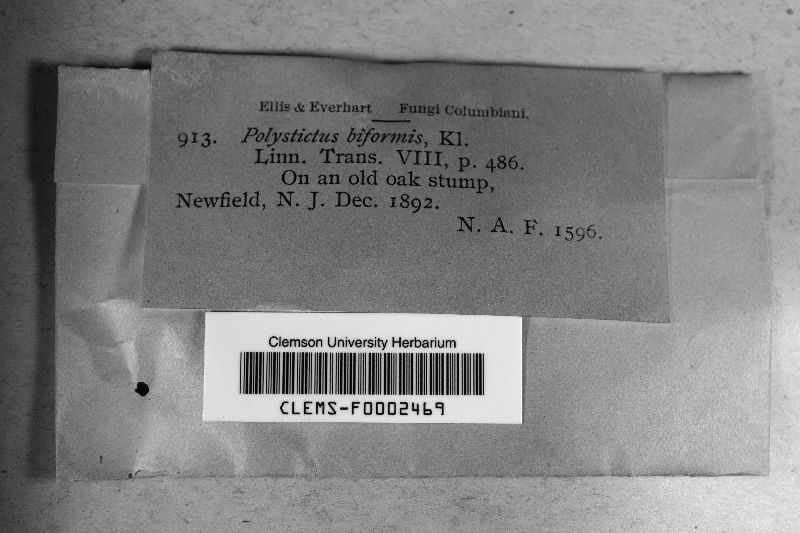 Ellis & Everhart Fungi Columbiani.
913. Polystictus biformis, Kl.
Linn. Trans. VIII, p. 486.
On an old oak stump,
Newfield, N. J. Dec. 1892.
N. A. F. 1596.
Clemson University Herbarium
CLEMS-F0002469